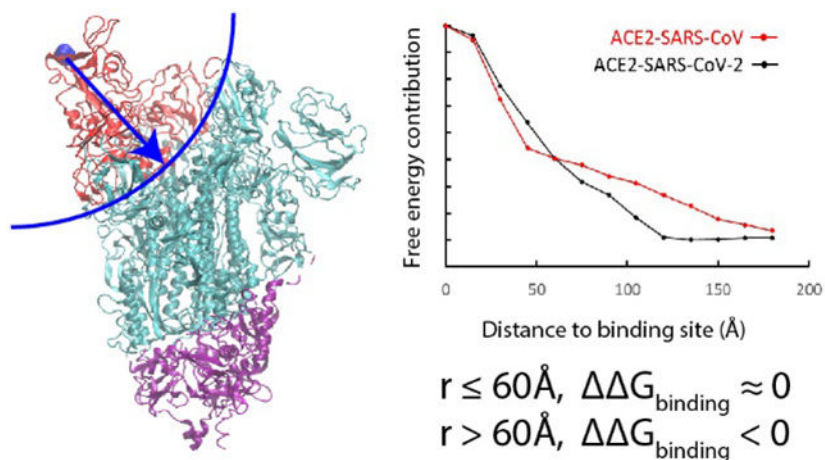 ACE2-SARS-CoV
ACE2-SARS-CoV-2
Free energy contribution
0
50
100
150
200
Distance to binding site (Å)
r ≤ 60Å, ΔΔG_binding ≈ 0
r > 60Å, ΔΔG_binding < 0